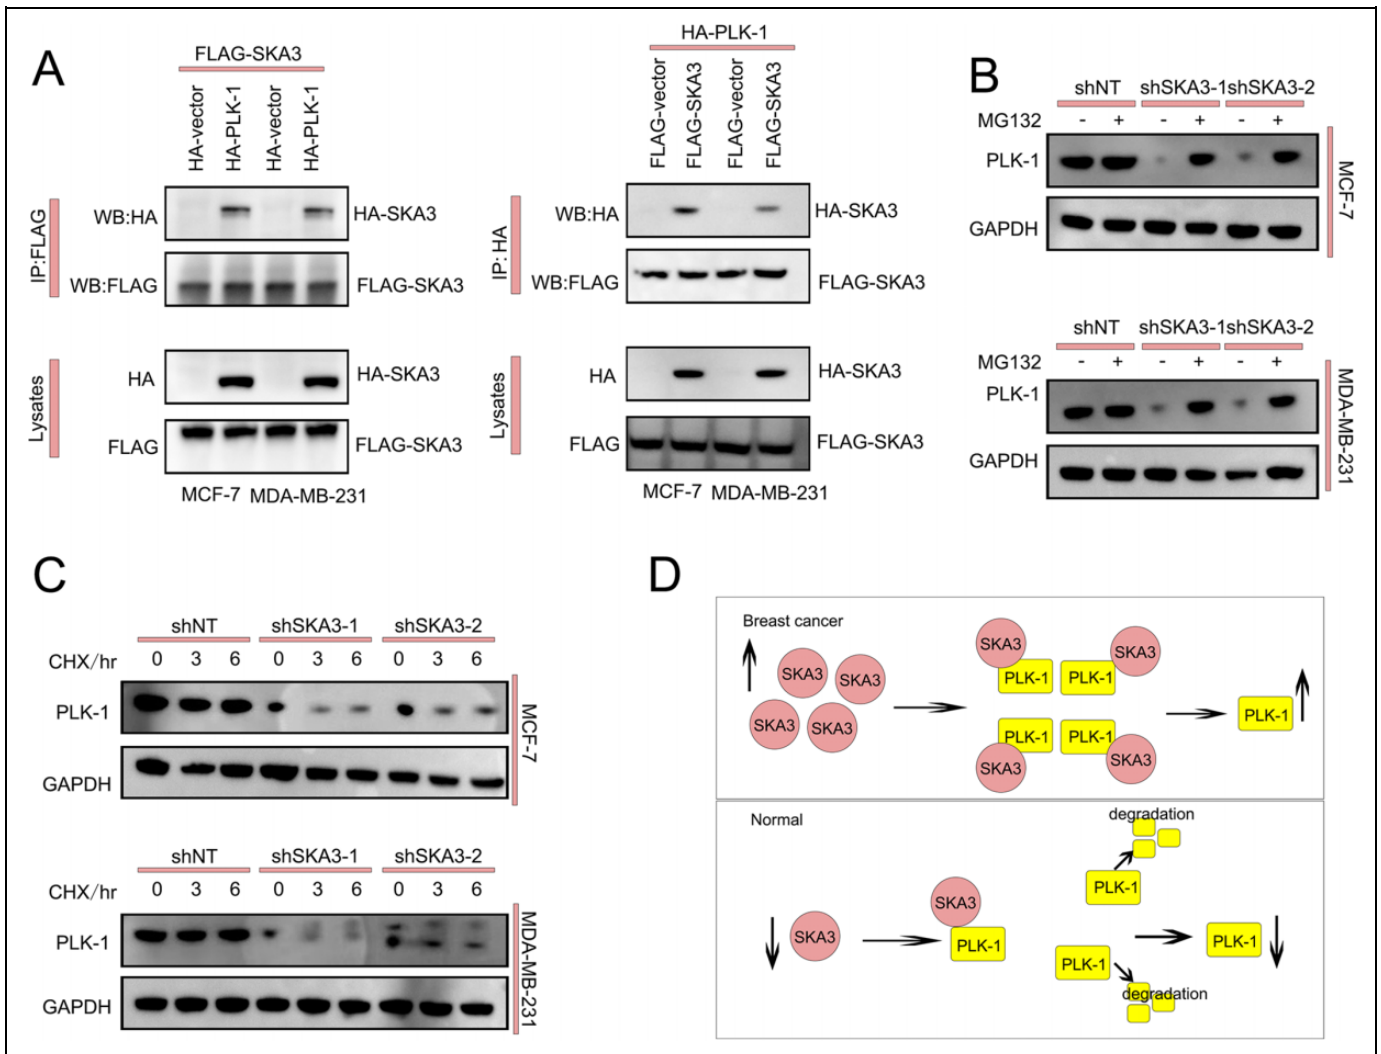 A
FLAG-SKA3
HA-vector
HA-PLK-1
HA-vector
HA-PLK-1
IP:FLAG
WB:HA
HA-SKA3
WB:FLAG
FLAG-SKA3
Lysates
HA
HA-SKA3
FLAG
FLAG-SKA3
MCF-7 MDA-MB-231
HA-PLK-1
FLAG-vector
FLAG-SKA3
FLAG-vector
FLAG-SKA3
IP: HA
WB:HA
HA-SKA3
WB:FLAG
FLAG-SKA3
Lysates
HA
HA-SKA3
FLAG
FLAG-SKA3
MCF-7 MDA-MB-231
B
shNT shSKA3-1 shSKA3-2
MG132 - + - + - +
PLK-1
GAPDH
MCF-7
shNT shSKA3-1 shSKA3-2
MG132 - + - + - +
PLK-1
GAPDH
MDA-MB-231
C
shNT shSKA3-1 shSKA3-2
CHX/hr 0 3 6 0 3 6 0 3 6
PLK-1
GAPDH
MCF-7
shNT shSKA3-1 shSKA3-2
CHX/hr 0 3 6 0 3 6 0 3 6
PLK-1
GAPDH
MDA-MB-231
D
Breast cancer
SKA3
SKA3
SKA3
SKA3
SKA3
PLK-1
PLK-1
SKA3
PLK-1
PLK-1
SKA3
SKA3
PLK-1
Normal
SKA3
SKA3
PLK-1
degradation
PLK-1
PLK-1
degradation
PLK-1